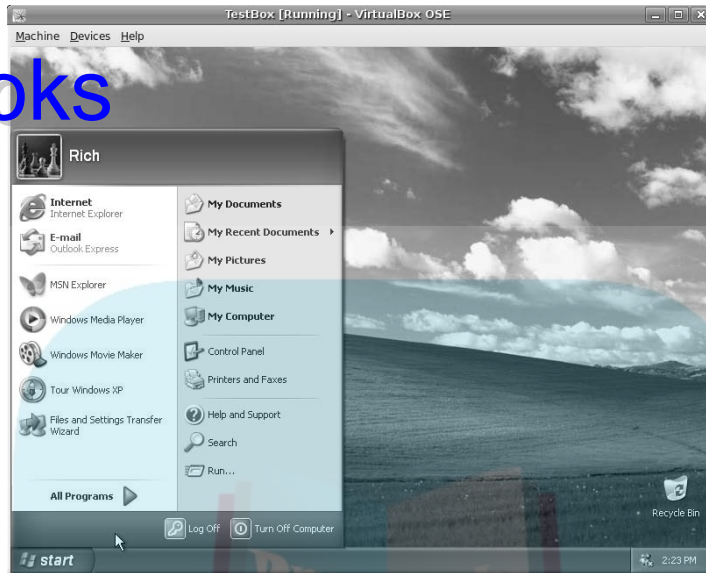 TestBox [Running] - VirtualBox OSE
Machine Devices Help
oks
Rich
Internet
Internet Explorer
E-mail
Outlook Express
MSN Explorer
Windows Media Player
Windows Movie Maker
Tour Windows XP
Files and Settings Transfer
Wizard
All Programs
My Documents
My Recent Documents
My Pictures
My Music
My Computer
Control Panel
Printers and Faxes
Help and Support
Search
Run...
Log Off
Turn Off Computer
Recycle Bin
start
2:23 PM